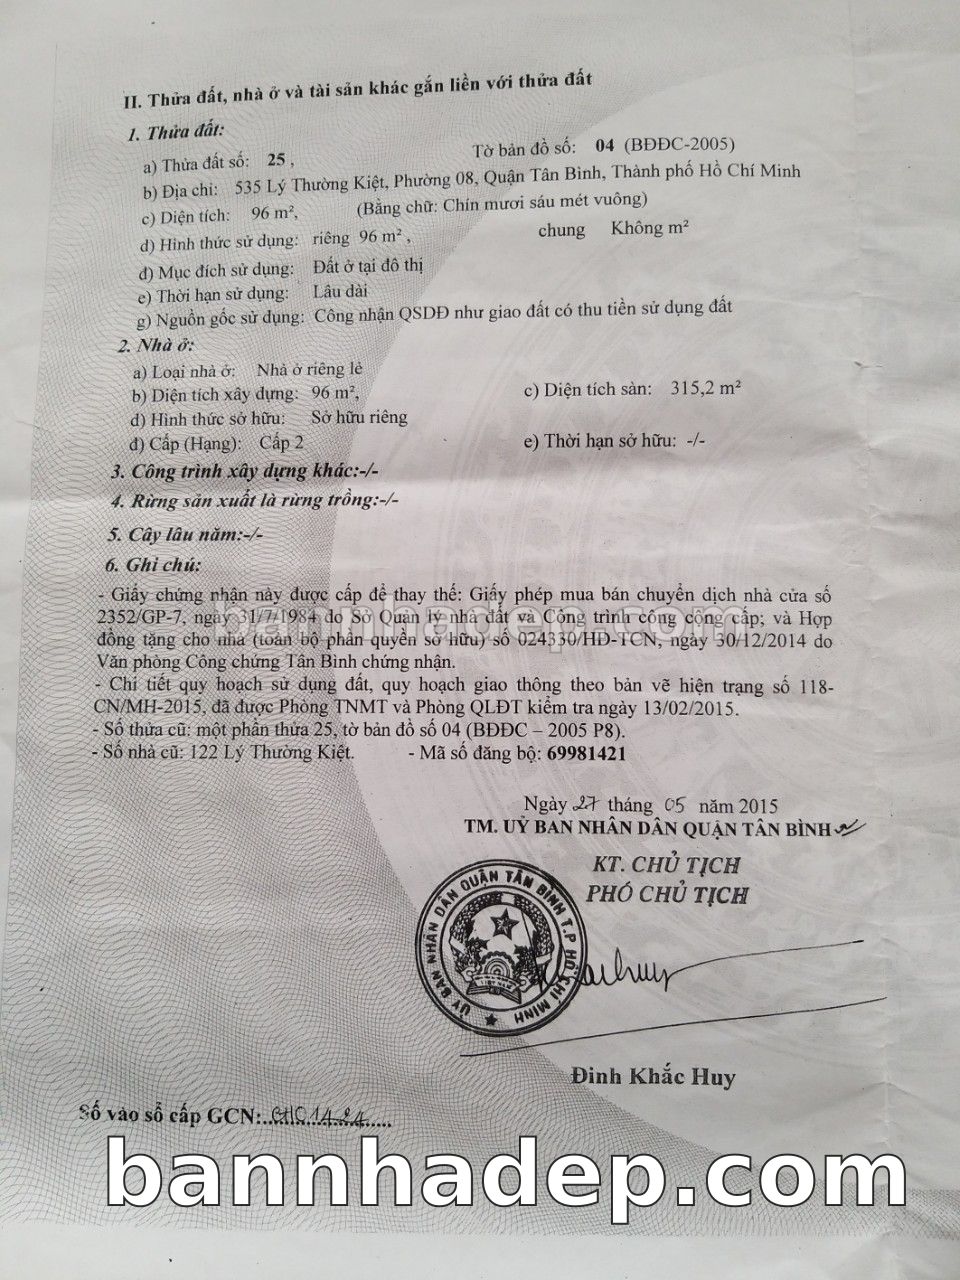 II. Thửa đất, nhà ở và tài sản khác gắn liền với thửa đất
1. Thửa đất:
a) Thửa đất số: 25 , Tờ bản đồ số: 04 (BĐĐC-2005)
b) Địa chỉ: 535 Lý Thường Kiệt, Phường 08, Quận Tân Bình, Thành phố Hồ Chí Minh
c) Diện tích: 96 m², (Bằng chữ: Chín mươi sáu mét vuông)
d) Hình thức sử dụng: riêng 96 m² , chung Không m²
đ) Mục đích sử dụng: Đất ở tại đô thị
e) Thời hạn sử dụng: Lâu dài
g) Nguồn gốc sử dụng: Công nhận QSDĐ như giao đất có thu tiền sử dụng đất
2. Nhà ở:
a) Loại nhà ở: Nhà ở riêng lẻ
b) Diện tích xây dựng: 96 m², c) Diện tích sàn: 315,2 m²
d) Hình thức sở hữu: Sở hữu riêng
đ) Cấp (Hạng): Cấp 2 e) Thời hạn sở hữu: -/-
3. Công trình xây dựng khác:-/-
4. Rừng sản xuất là rừng trồng:-/-
5. Cây lâu năm:-/-
6. Ghi chú:
- Giấy chứng nhận này được cấp để thay thế: Giấy phép mua bán chuyển dịch nhà cửa số
2352/GP-7, ngày 31/7/1984 do Sở Quản lý nhà đất và Công trình công cộng cấp; và Hợp
đồng tặng cho nhà (toàn bộ phần quyền sở hữu) số 024330/HĐ-TCN, ngày 30/12/2014 do
Văn phòng Công chứng Tân Bình chứng nhận.
- Chi tiết quy hoạch sử dụng đất, quy hoạch giao thông theo bản vẽ hiện trạng số 118-
CN/MH-2015, đã được Phòng TNMT và Phòng QLĐT kiểm tra ngày 13/02/2015.
- Số thửa cũ: một phần thửa 25, tờ bản đồ số 04 (BĐĐC – 2005 P8).
- Số nhà cũ: 122 Lý Thường Kiệt. - Mã số đăng bộ: 69981421
bannhadep.com
Ngày 27 tháng 05 năm 2015
TM. UỶ BAN NHÂN DÂN QUẬN TÂN BÌNH
KT. CHỦ TỊCH
PHÓ CHỦ TỊCH
ỦY BAN NHÂN DÂN QUẬN TÂN BÌNH T.P HỒ CHÍ MINH
Đinh Khắc Huy
Số vào sổ cấp GCN:
bannhadep.com